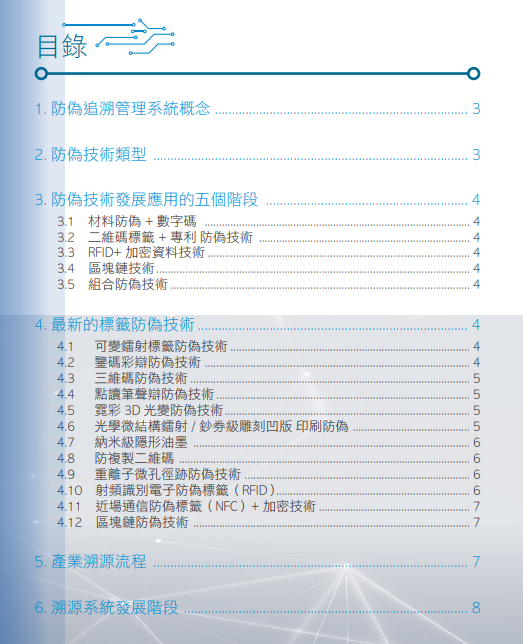 目錄
1. 防偽追溯管理系統概念 3
2. 防偽技術類型 3
3. 防偽技術發展應用的五個階段 4
3.1 材料防偽 + 數字碼 4
3.2 二維碼標籤 + 專利 防偽技術 4
3.3 RFID+ 加密資料技術 4
3.4 區塊鏈技術 4
3.5 組合防偽技術 4
4. 最新的標籤防偽技術 4
4.1 可變鐳射標籤防偽技術 4
4.2 鑒碼彩辯防偽技術 4
4.3 三維碼防偽技術 5
4.4 點讀筆聲辯防偽技術 5
4.5 霓彩 3D 光變防偽技術 5
4.6 光學微結構鐳射 / 鈔券級雕刻凹版 印刷防偽 5
4.7 納米級隱形油墨 6
4.8 防複製二維碼 6
4.9 重離子微孔徑跡防偽技術 6
4.10 射頻識別電子防偽標籤（RFID） 6
4.11 近場通信防偽標籤（NFC）+ 加密技術 7
4.12 區塊鏈防偽技術 7
5. 產業溯源流程 7
6. 溯源系統發展階段 8